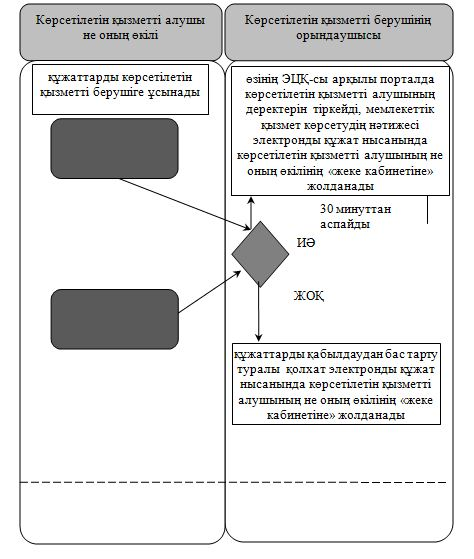 Көрсетілетін қызметті алушы
не оның өкілі
Көрсетілетін қызметті берушінің
орындаушысы
құжаттарды көрсетілетін
қызметті берушіге ұсынады
өзінің ЭЦҚ-сы арқылы порталда
көрсетілетін қызметті алушының
деректерін тіркейді, мемлекеттік
қызмет көрсетудің нәтижесі
электронды құжат нысанында
көрсетілетін қызметті алушының не
оның өкілінің «жеке кабинетіне»
жолданады
30 минуттан
аспайды
ИӘ
ЖОҚ
құжаттарды қабылдаудан бас тарту
туралы қолхат электронды құжат
нысанында көрсетілетін қызметті
алушының не оның өкілінің «жеке
кабинетіне» жолданады